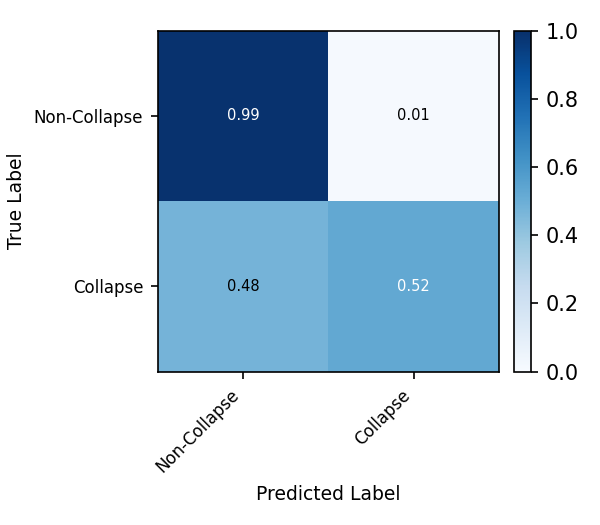 1.0
Non-Collapse
0.99
0.01
0.8
0.6
True Label
0.4
Collapse
0.48
0.52
0.2
0.0
Non-Collapse
Collapse
Predicted Label